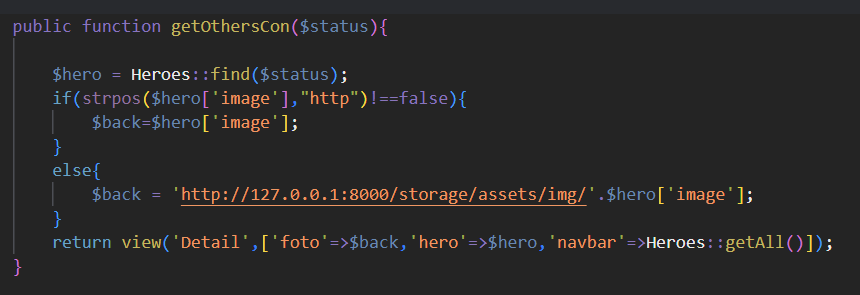 public function getOthersCon($status){
$hero = Heroes::find($status);
if(strpos($hero['image'],"http")!==false){
$back=$hero['image'];
}
else{
$back = 'http://127.0.0.1:8000/storage/assets/img/'.$hero['image'];
}
return view('Detail',['foto'=>$back,'hero'=>$hero,'navbar'=>Heroes::getAll()]);
}